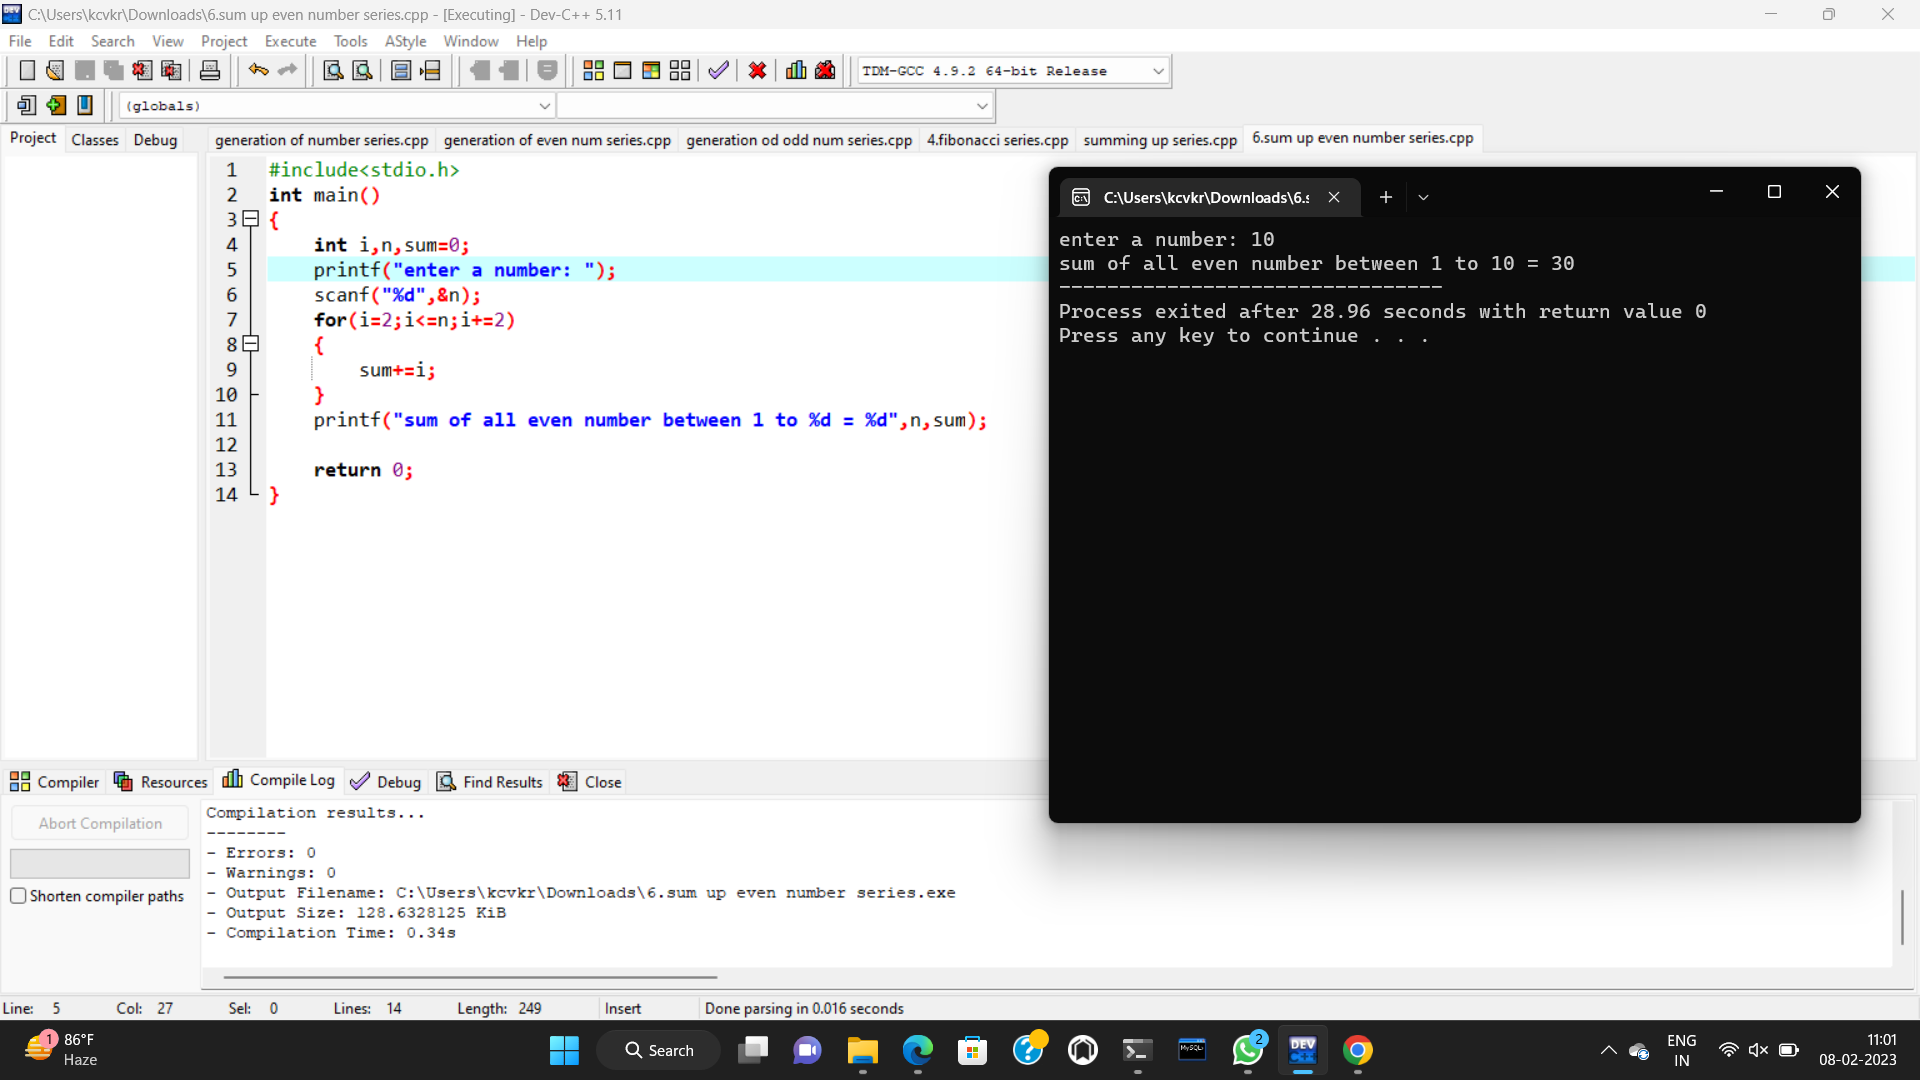 C:\Users\kcvkr\Downloads\6.sum up even number series.cpp - [Executing] - Dev-C++ 5.11
File Edit Search View Project Execute Tools AStyle Window Help
TDM-GCC 4.9.2 64-bit Release
(globals)
Project Classes Debug
generation of number series.cpp generation of even num series.cpp generation od odd num series.cpp 4.fibonacci series.cpp summing up series.cpp 6.sum up even number series.cpp
1 #include<stdio.h>
2 int main()
3 {
4 int i,n,sum=0;
5 printf("enter a number: ");
6 scanf("%d",&n);
7 for(i=2;i<=n;i+=2)
8 {
9 sum+=i;
10 }
11 printf("sum of all even number between 1 to %d = %d",n,sum);
12
13 return 0;
14 }
C:\Users\kcvkr\Downloads\6.s
enter a number: 10
sum of all even number between 1 to 10 = 30
--------------------------------
Process exited after 28.96 seconds with return value 0
Press any key to continue . . .
Compiler Resources Compile Log Debug Find Results Close
Abort Compilation
Shorten compiler paths
Compilation results...
--------
- Errors: 0
- Warnings: 0
- Output Filename: C:\Users\kcvkr\Downloads\6.sum up even number series.exe
- Output Size: 128.6328125 KiB
- Compilation Time: 0.34s
Line: 5 Col: 27 Sel: 0 Lines: 14 Length: 249 Insert Done parsing in 0.016 seconds
1
86°F
Haze
Search
MySQL
2
DEV
C++
ENG
IN
11:01
08-02-2023